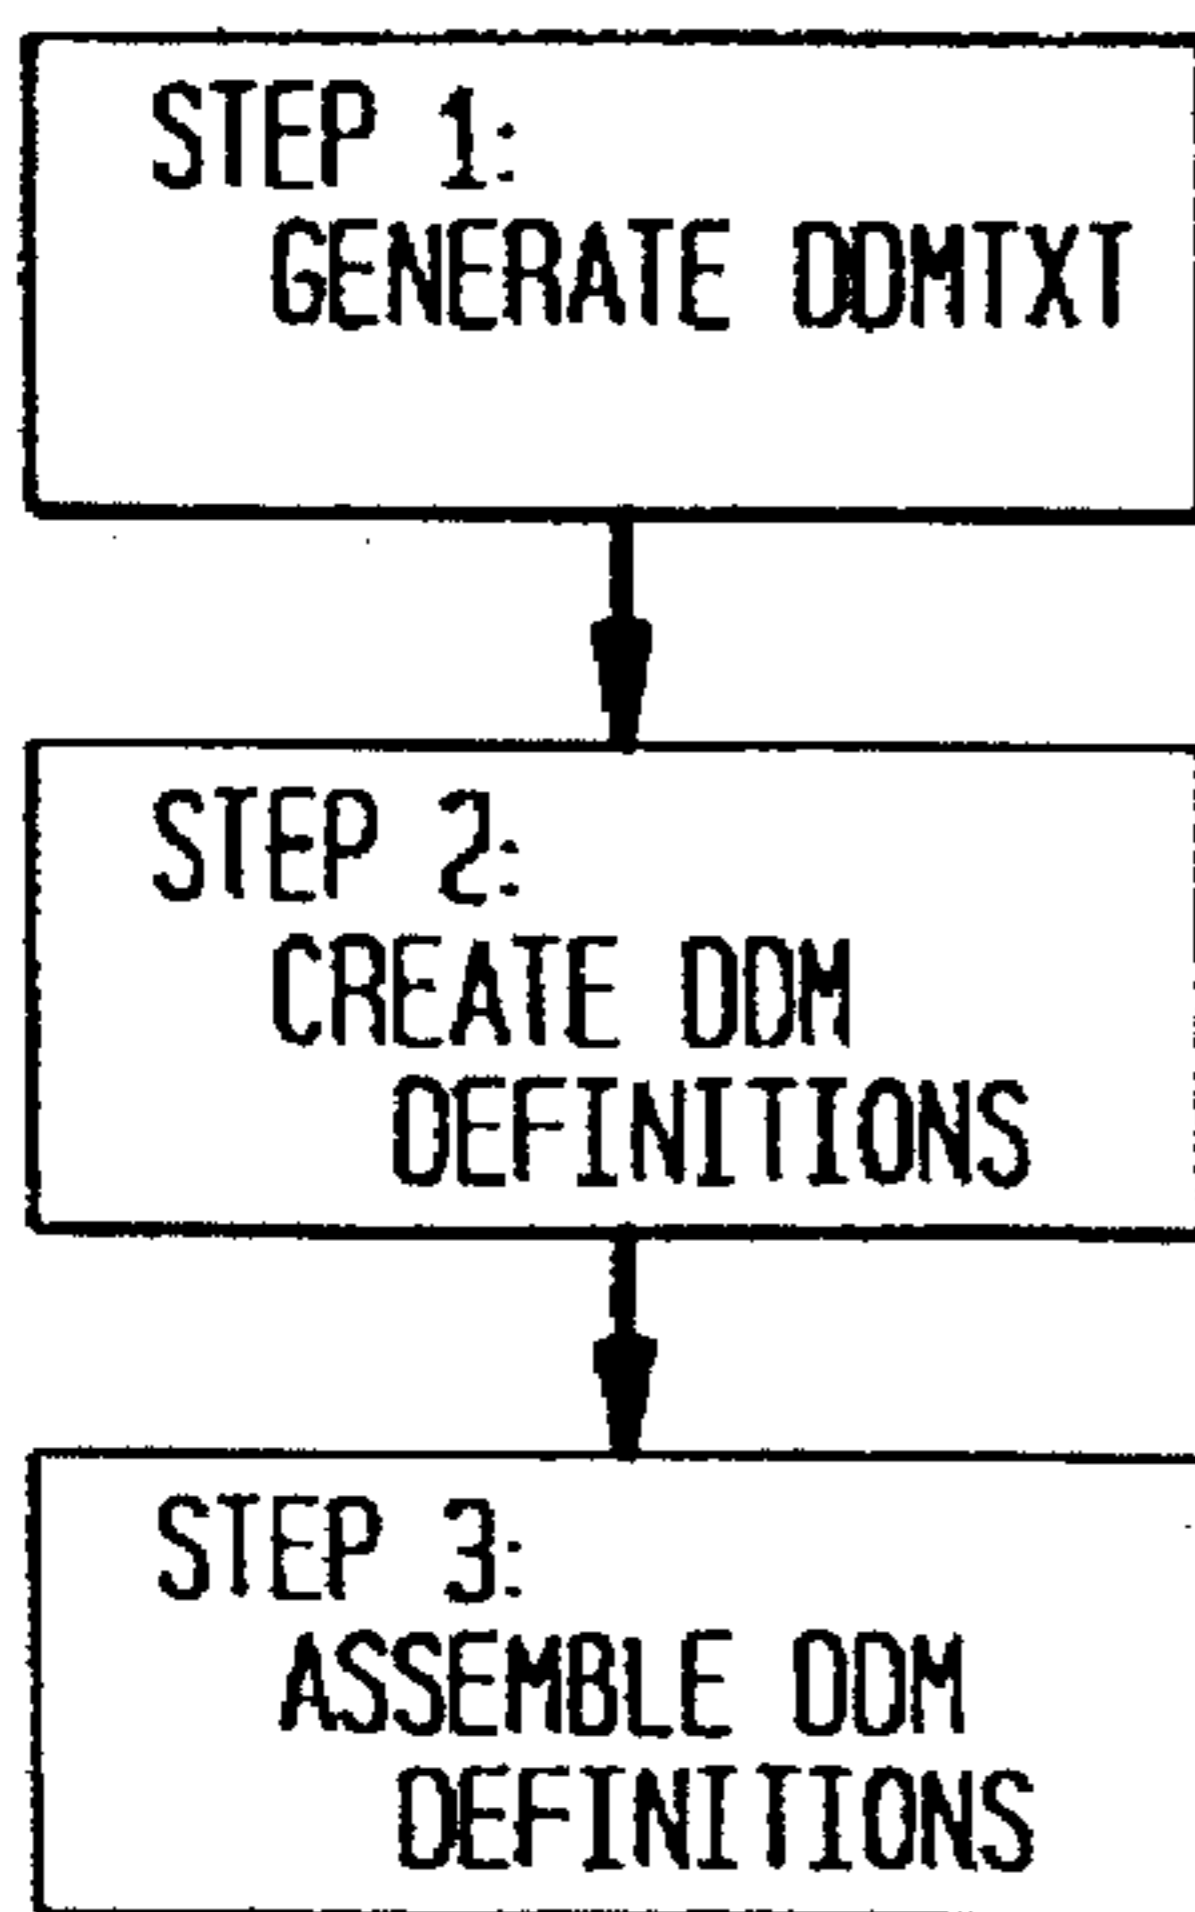 STEP 1:
GENERATE DDMTXT
STEP 2:
CREATE DDM
DEFINITIONS
STEP 3:
ASSEMBLE DDM
DEFINITIONS